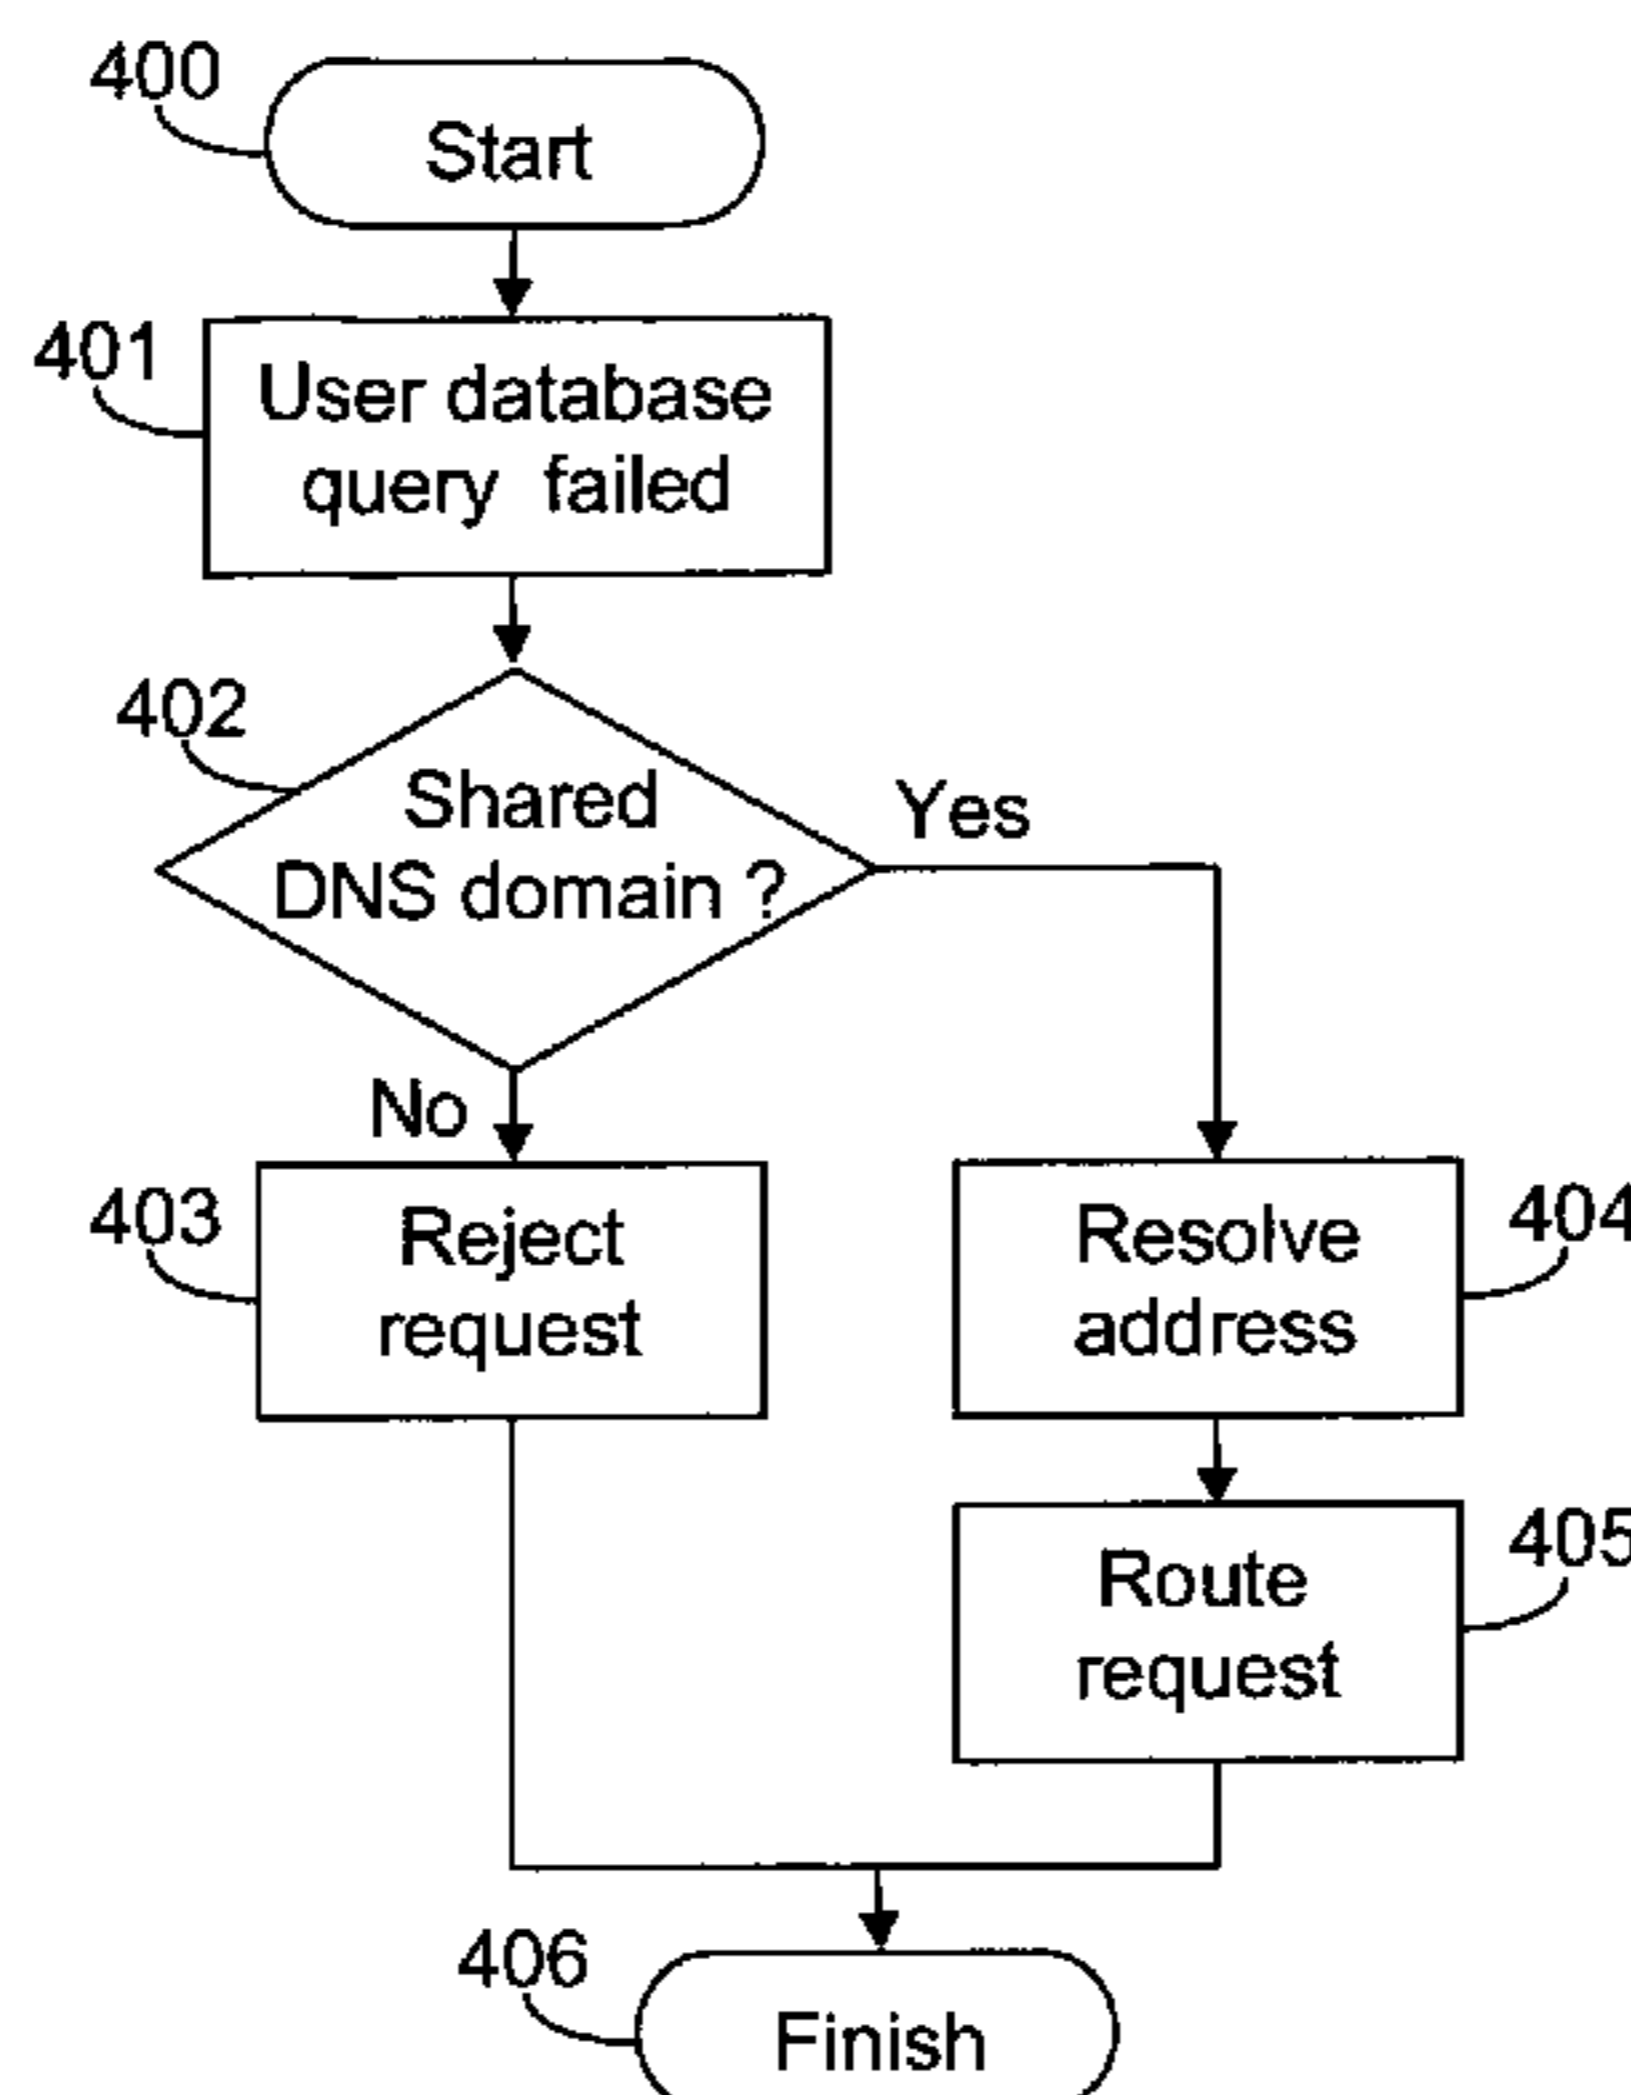 400
Start
401
User database
query failed
402
Shared
DNS domain ?
Yes
No
403
Reject
request
Resolve
address
404
Route
request
405
406
Finish